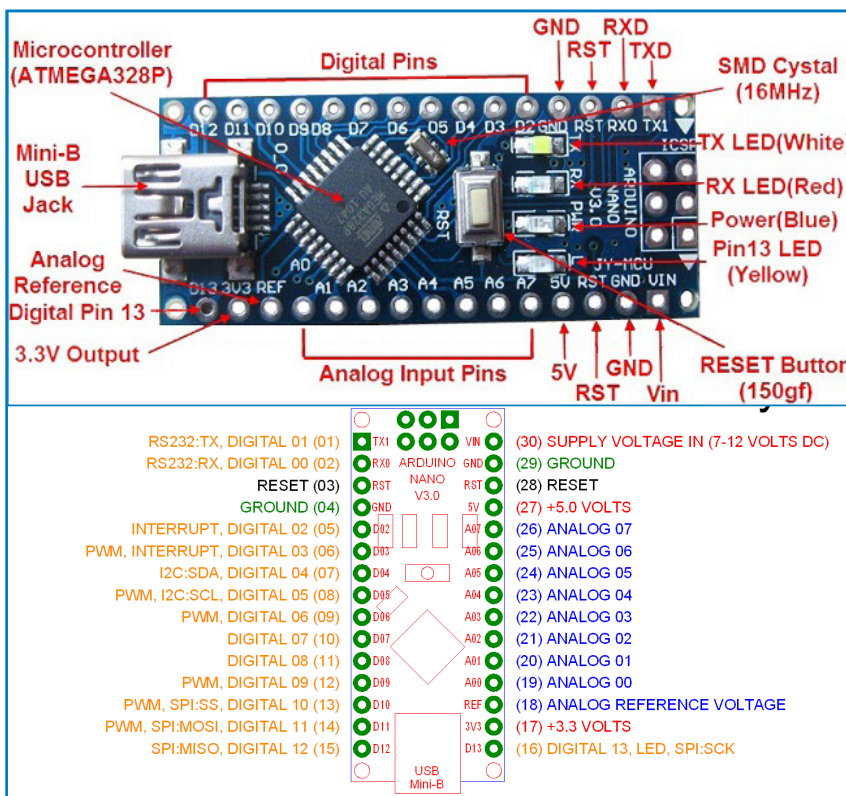 GND
RXD
RST
TXD
Microcontroller
(ATMEGA328P)
Digital Pins
SMD Cystal
(16MHz)
D12 D11 D10 D9 D8 D7 D6 D5 D4 D3 D2 GND RST RX0 TX1
Mini-B
USB
Jack
TX LED(White)
RX LED(Red)
Power(Blue)
Pin13 LED
(Yellow)
RST
RX
PWR
L
ARDUINO
NANO
V3.0
ICSP
JY-MCU
Analog
Reference
Digital Pin 13
3.3V Output
D13 3V3 REF A0 A1 A2 A3 A4 A5 A6 A7 5V RST GND VIN
Analog Input Pins
5V
RST
GND
Vin
RESET Button
(150gf)
RS232:TX, DIGITAL 01 (01) TX1 VIN (30) SUPPLY VOLTAGE IN (7-12 VOLTS DC)
RS232:RX, DIGITAL 00 (02) RX0 ARDUINO GND (29) GROUND
RESET (03) RST NANO RST (28) RESET
V3.0
GROUND (04) GND 5V (27) +5.0 VOLTS
INTERRUPT, DIGITAL 02 (05) D02 A07 (26) ANALOG 07
PWM, INTERRUPT, DIGITAL 03 (06) D03 A06 (25) ANALOG 06
I2C:SDA, DIGITAL 04 (07) D04 A05 (24) ANALOG 05
PWM, I2C:SCL, DIGITAL 05 (08) D05 A04 (23) ANALOG 04
PWM, DIGITAL 06 (09) D06 A03 (22) ANALOG 03
DIGITAL 07 (10) D07 A02 (21) ANALOG 02
DIGITAL 08 (11) D08 A01 (20) ANALOG 01
PWM, DIGITAL 09 (12) D09 A00 (19) ANALOG 00
PWM, SPI:SS, DIGITAL 10 (13) D10 REF (18) ANALOG REFERENCE VOLTAGE
PWM, SPI:MOSI, DIGITAL 11 (14) D11 3V3 (17) +3.3 VOLTS
SPI:MISO, DIGITAL 12 (15) D12 D13 (16) DIGITAL 13, LED, SPI:SCK
USB
Mini-B